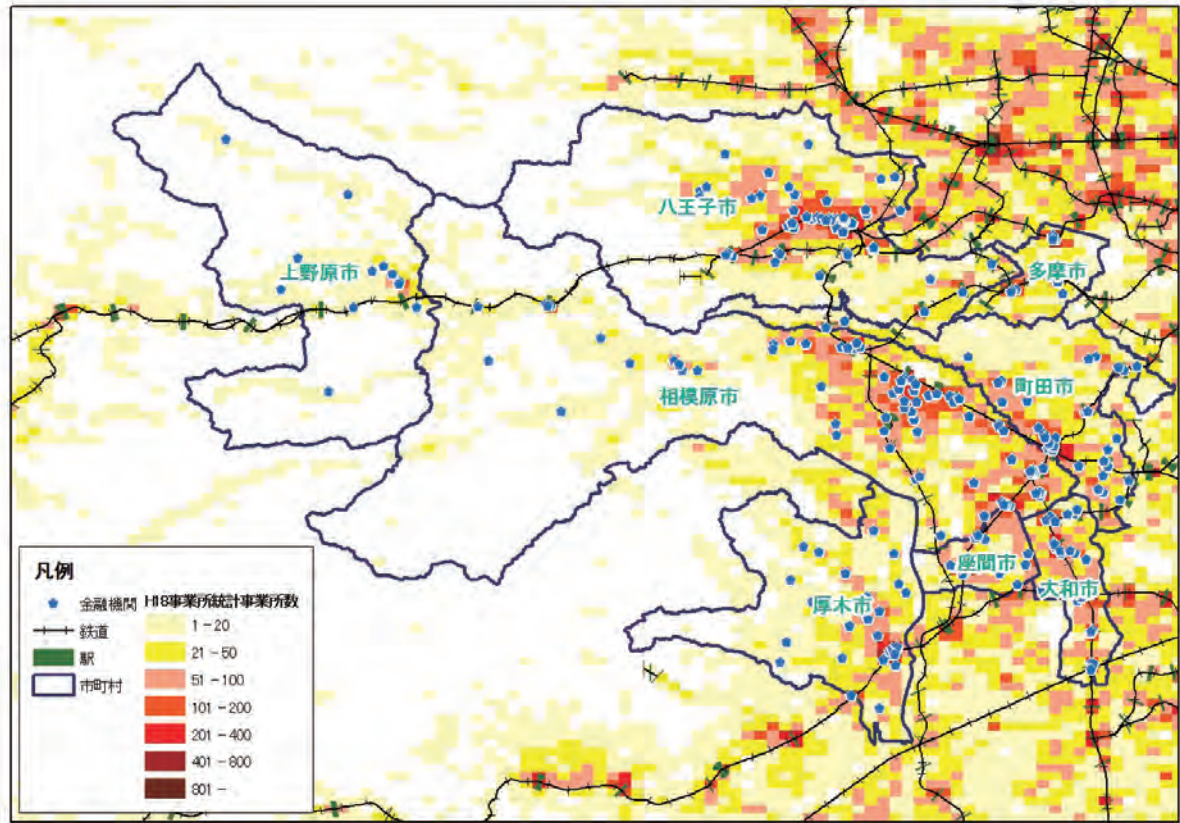 八王子市
上野原市
多摩市
相模原市
町田市
座間市
大和市
厚木市
凡例
金融機関 H18事業所統計事業所数
鉄道
駅
市町村
1 - 20
21 - 50
51 - 100
101 - 200
201 - 400
401 - 800
801 -